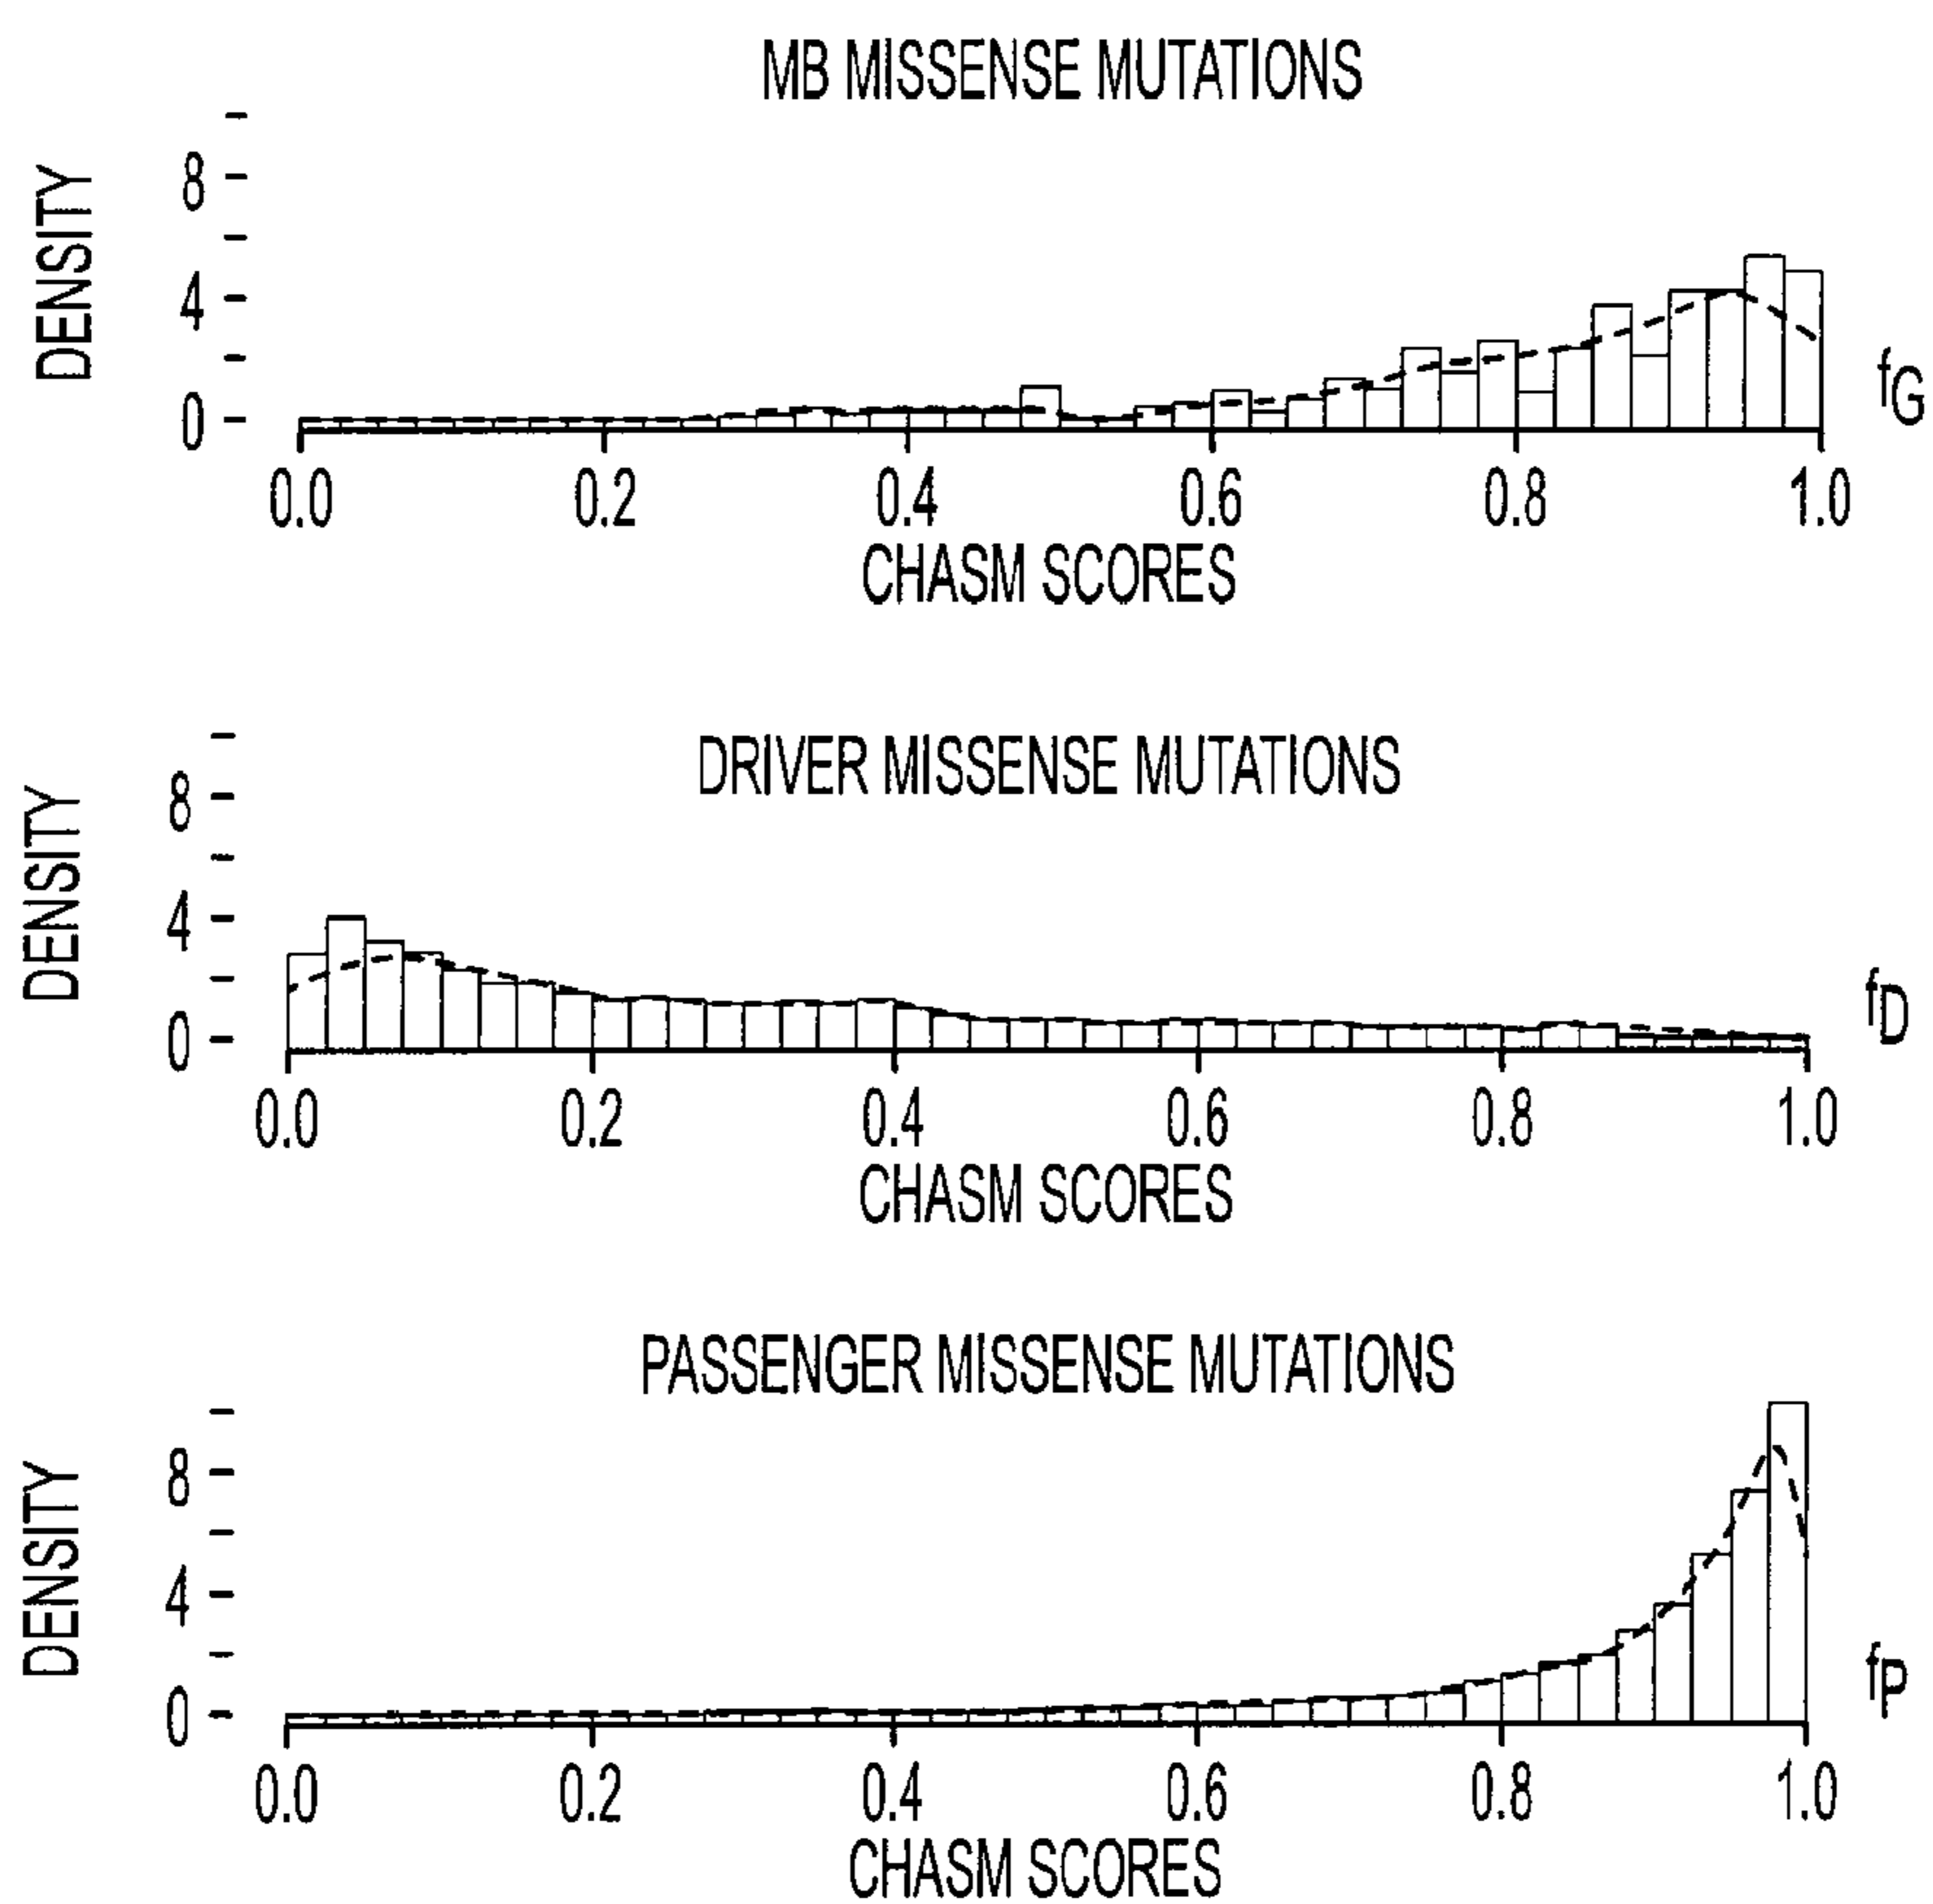 MB MISSENSE MUTATIONS
DENSITY
8
4
0
fG
0.0 0.2 0.4 0.6 0.8 1.0
CHASM SCORES
DRIVER MISSENSE MUTATIONS
DENSITY
8
4
0
fD
0.0 0.2 0.4 0.6 0.8 1.0
CHASM SCORES
PASSENGER MISSENSE MUTATIONS
DENSITY
8
4
0
fP
0.0 0.2 0.4 0.6 0.8 1.0
CHASM SCORES